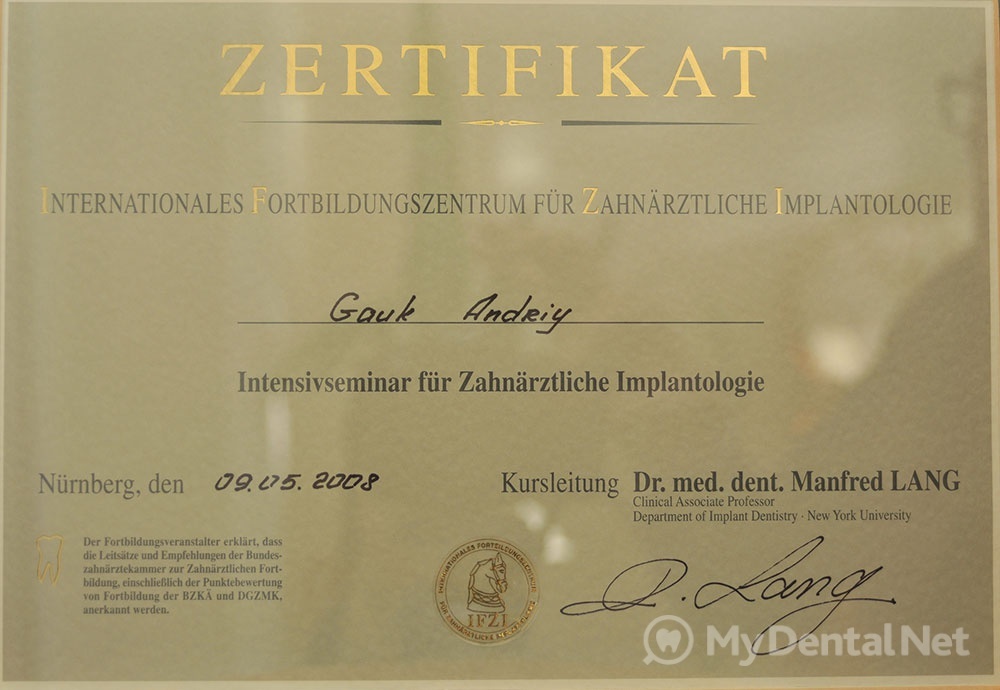 ZERTIFIKAT
INTERNATIONALES FORTBILDUNGSZENTRUM FÜR ZAHNÄRZTLICHE IMPLANTOLOGIE
Gauk Andriy
Intensivseminar für Zahnärztliche Implantologie
Nürnberg, den 09.05.2008
Kursleitung Dr. med. dent. Manfred LANG
Clinical Associate Professor
Department of Implant Dentistry · New York University
Der Fortbildungsveranstalter erklärt, dass
die Leitsätze und Empfehlungen der Bundes-
zahnärztekammer zur Zahnärztlichen Fort-
bildung, einschließlich der Punktebewertung
von Fortbildung der BZKÄ und DGZMK,
anerkannt werden.
IFZI
D. Lang
MyDental Net